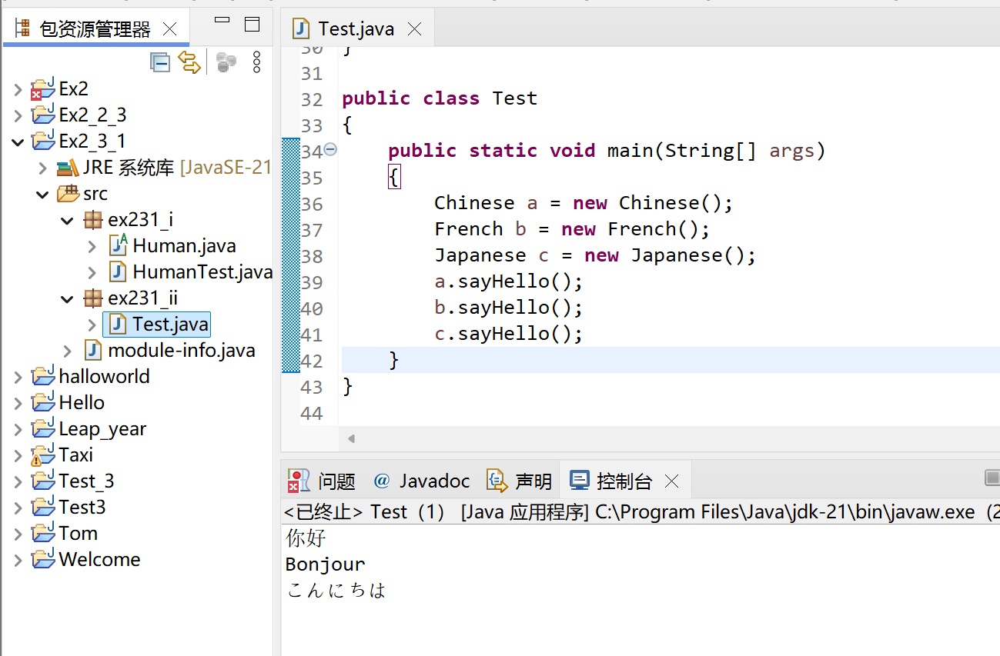 包资源管理器
Ex2
Ex2_2_3
Ex2_3_1
JRE 系统库 [JavaSE-21
src
ex231_i
Human.java
HumanTest.java
ex231_ii
Test.java
module-info.java
halloworld
Hello
Leap_year
Taxi
Test_3
Test3
Tom
Welcome
Test.java
30 }
31
32 public class Test
33 {
34 public static void main(String[] args)
35 {
36 Chinese a = new Chinese();
37 French b = new French();
38 Japanese c = new Japanese();
39 a.sayHello();
40 b.sayHello();
41 c.sayHello();
42 }
43 }
44
问题 @ Javadoc 声明 控制台
<已终止> Test（1） [Java 应用程序] C:\Program Files\Java\jdk-21\bin\javaw.exe（2
你好
Bonjour
こんにちは